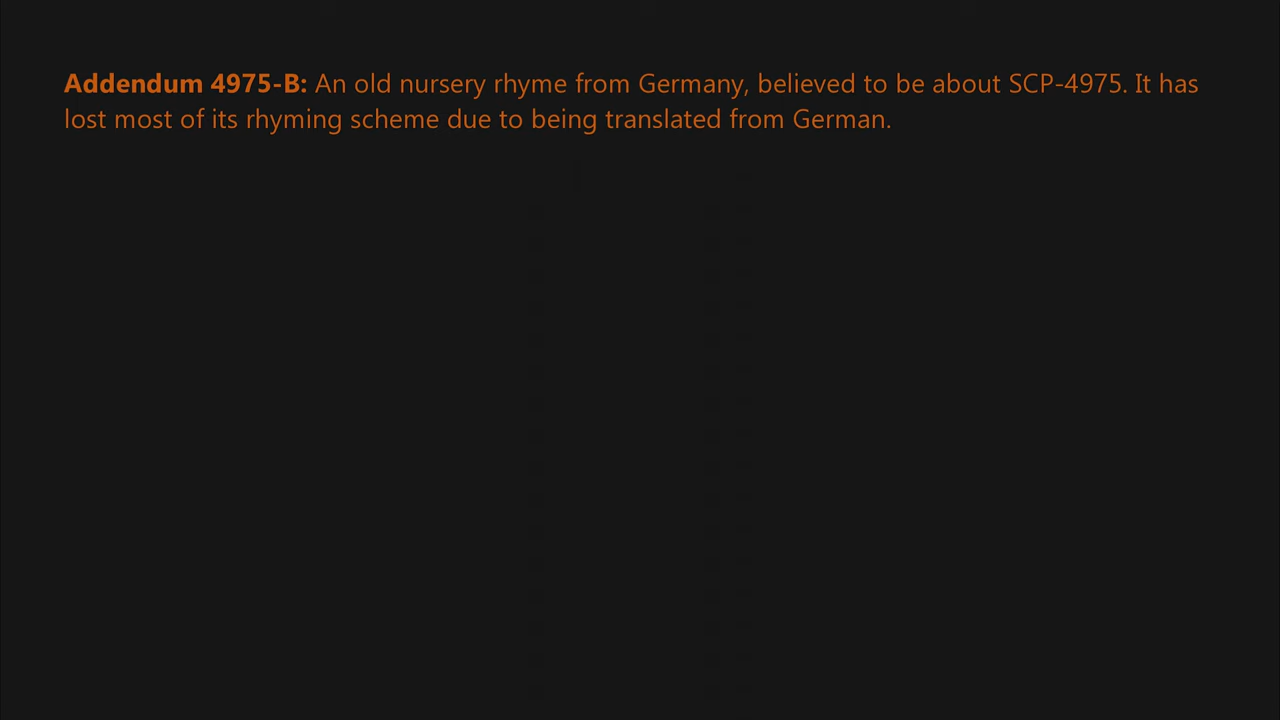 Addendum 4975-B: An old nursery rhyme from Germany, believed to be about SCP-4975. It has
lost most of its rhyming scheme due to being translated from German.